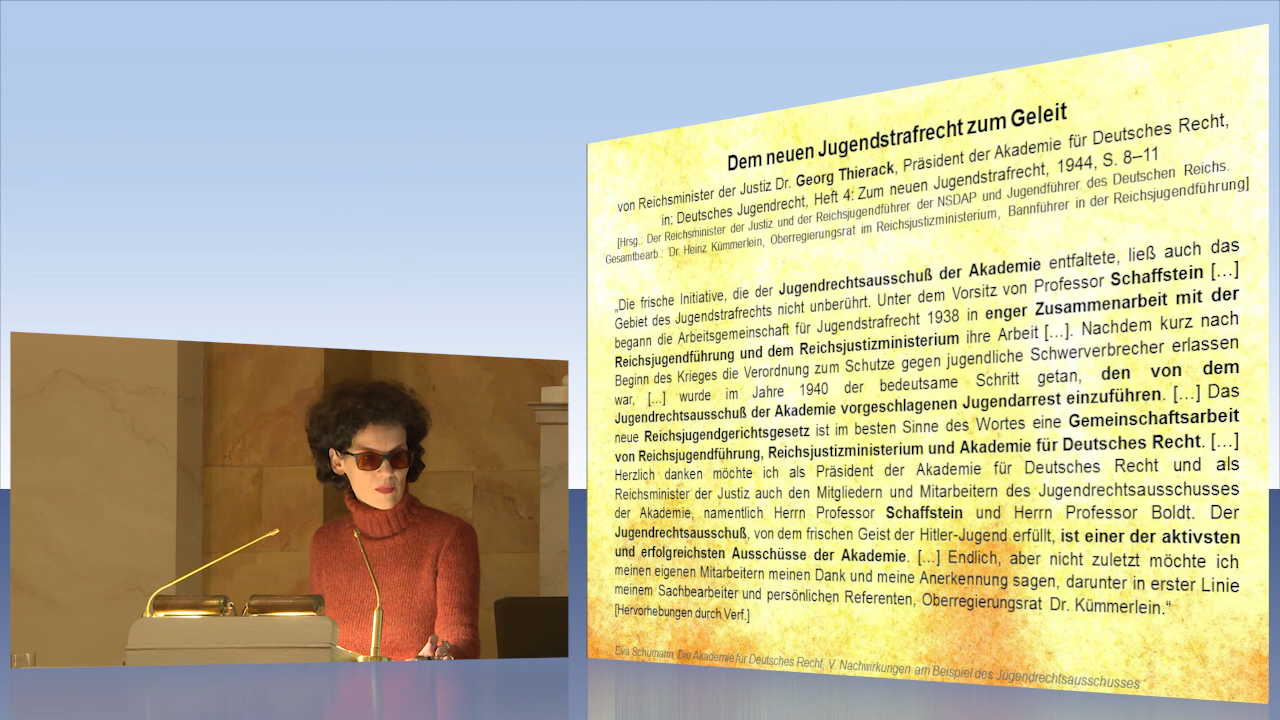 Dem neuen Jugendstrafrecht zum Geleit
von Reichsminister der Justiz Dr. Georg Thierack, Präsident der Akademie für Deutsches Recht,
in: Deutsches Jugendrecht, Heft 4: Zum neuen Jugendstrafrecht, 1944, S. 8–11
[Hrsg.: Der Reichsminister der Justiz und der Reichsjugendführer der NSDAP und Jugendführer des Deutschen Reichs.
Gesamtbearb.: Dr. Heinz Kümmerlein, Oberregierungsrat im Reichsjustizministerium, Bannführer in der Reichsjugendführung]
„Die frische Initiative, die der Jugendrechtsausschuß der Akademie entfaltete, ließ auch das
Gebiet des Jugendstrafrechts nicht unberührt. Unter dem Vorsitz von Professor Schaffstein […]
begann die Arbeitsgemeinschaft für Jugendstrafrecht 1938 in enger Zusammenarbeit mit der
Reichsjugendführung und dem Reichsjustizministerium ihre Arbeit […]. Nachdem kurz nach
Beginn des Krieges die Verordnung zum Schutze gegen jugendliche Schwerverbrecher erlassen
war, […] wurde im Jahre 1940 der bedeutsame Schritt getan, den von dem
Jugendrechtsausschuß der Akademie vorgeschlagenen Jugendarrest einzuführen. […] Das
neue Reichsjugendgerichtsgesetz ist im besten Sinne des Wortes eine Gemeinschaftsarbeit
von Reichsjugendführung, Reichsjustizministerium und Akademie für Deutsches Recht. […]
Herzlich danken möchte ich als Präsident der Akademie für Deutsches Recht und als
Reichsminister der Justiz auch den Mitgliedern und Mitarbeitern des Jugendrechtsausschusses
der Akademie, namentlich Herrn Professor Schaffstein und Herrn Professor Boldt. Der
Jugendrechtsausschuß, von dem frischen Geist der Hitler-Jugend erfüllt, ist einer der aktivsten
und erfolgreichsten Ausschüsse der Akademie. […] Endlich, aber nicht zuletzt möchte ich
meinen eigenen Mitarbeitern meinen Dank und meine Anerkennung sagen, darunter in erster Linie
meinem Sachbearbeiter und persönlichen Referenten, Oberregierungsrat Dr. Kümmerlein.“
[Hervorhebungen durch Verf.]
Eva Schumann, Die Akademie für Deutsches Recht, V. Nachwirkungen am Beispiel des Jugendrechtsausschusses